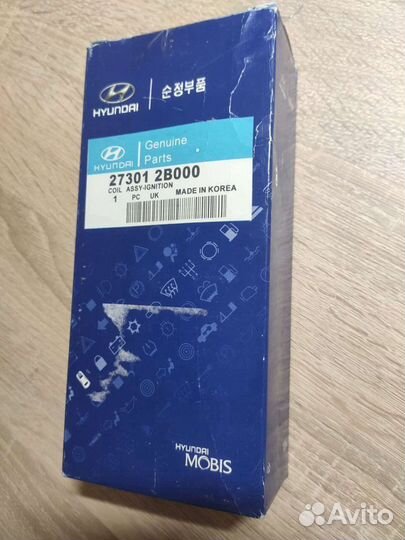 HYUNDAI
순정부품
HYUNDAI
Genuine
Parts
27301 2B000
COIL ASSY-IGNITION
1 PC UK MADE IN KOREA
HYUNDAI
MOBIS
Avito